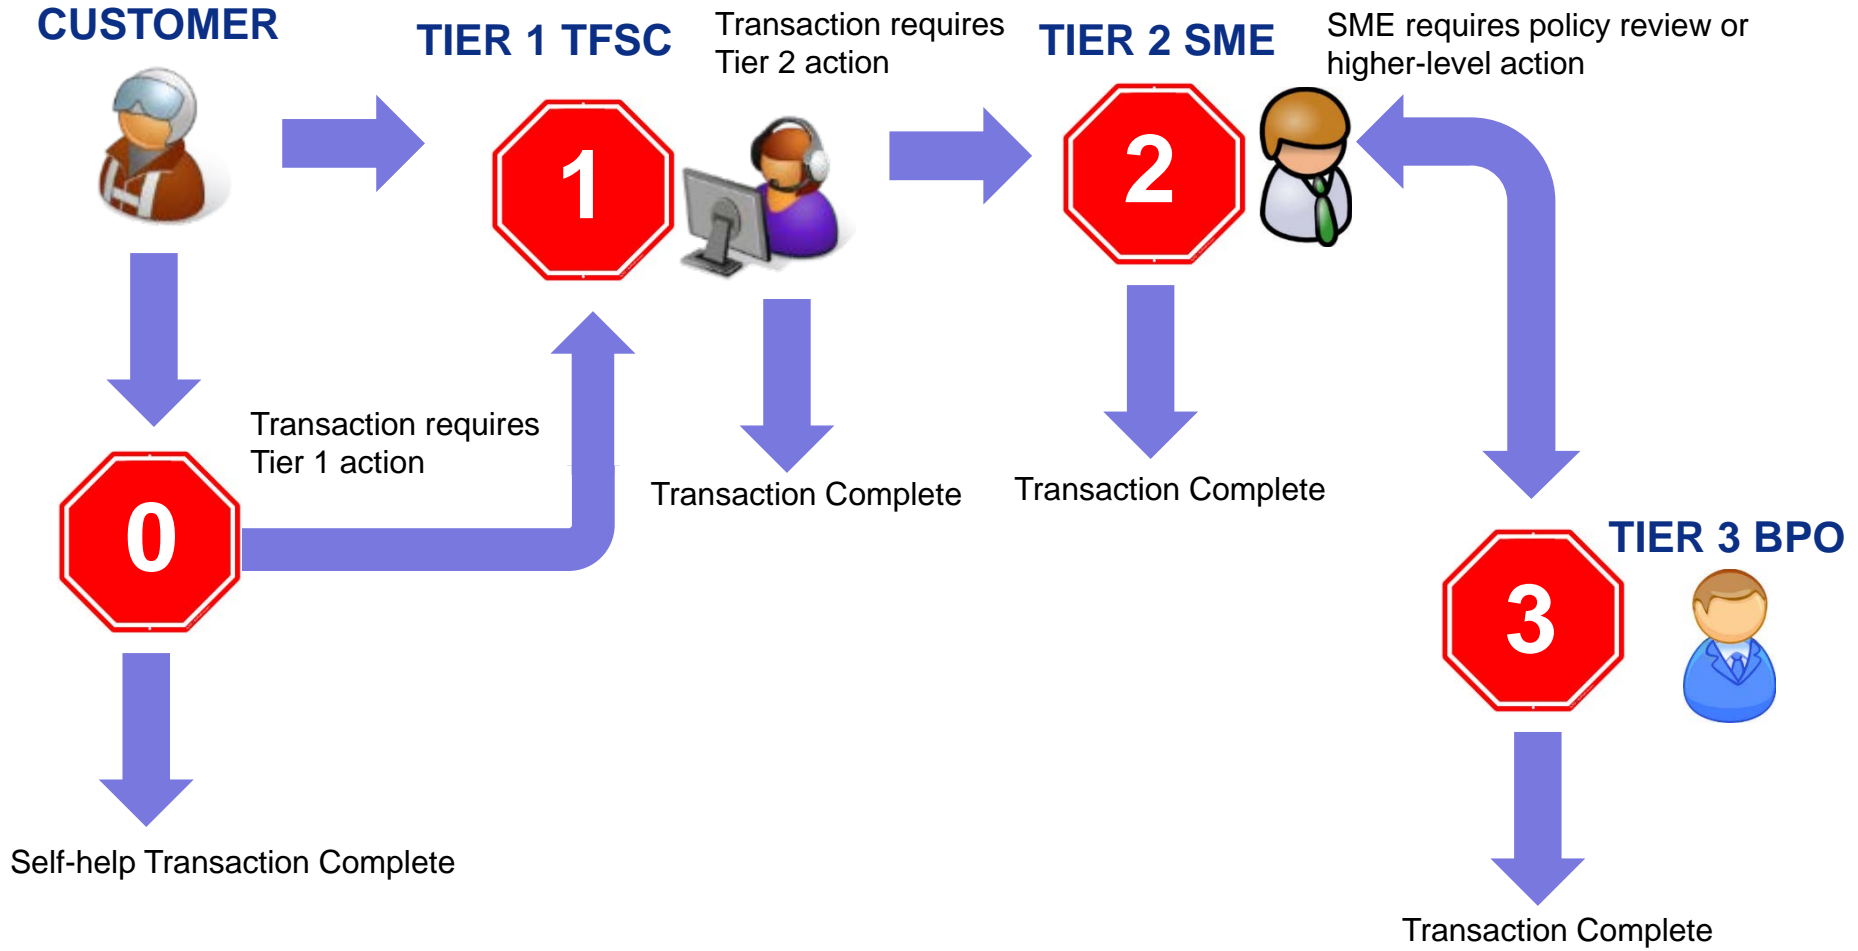 CUSTOMER
TIER 1 TFSC
Transaction requires
Tier 2 action
TIER 2 SME
SME requires policy review or
higher-level action
1
2
Transaction requires
Tier 1 action
0
Transaction Complete
Transaction Complete
TIER 3 BPO
3
Self-help Transaction Complete
Transaction Complete